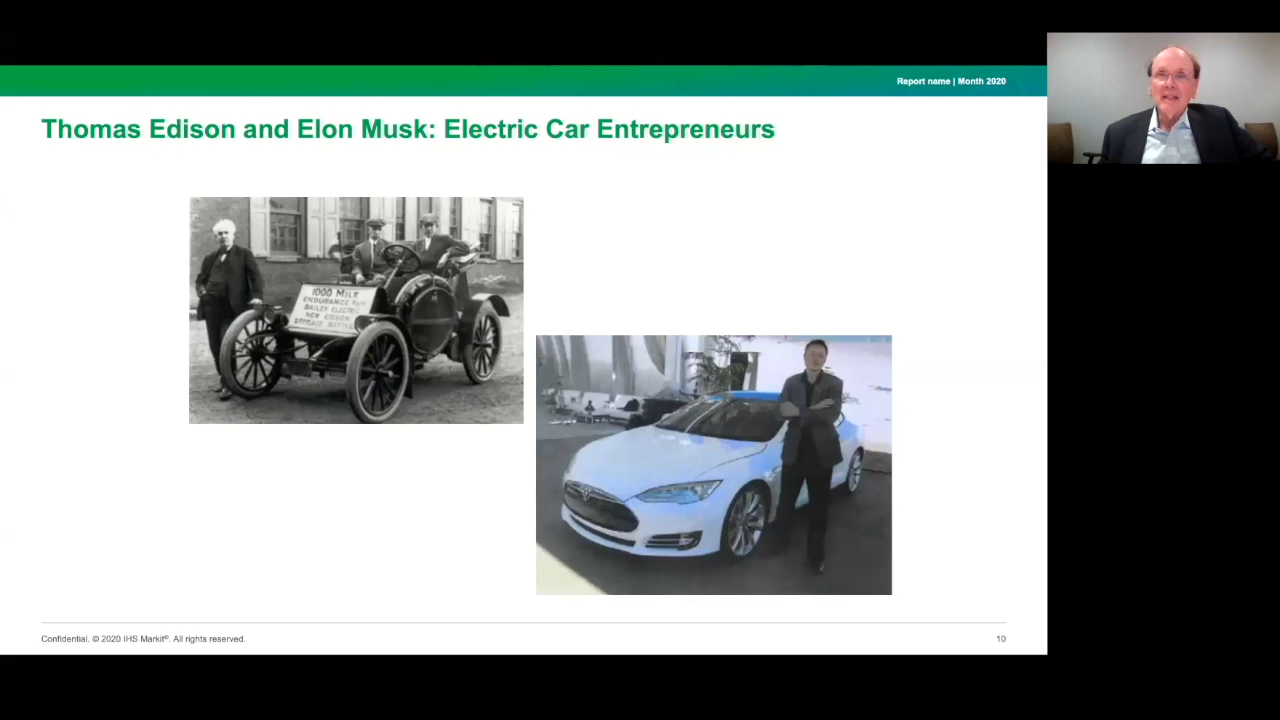 Report name | Month 2020
Thomas Edison and Elon Musk: Electric Car Entrepreneurs
1000 MILE
ENDURANCE RUN
BAILEY ELECTRIC
NEW EDISON
STORAGE BATTERY
Confidential. © 2020 IHS Markit®. All rights reserved.
10